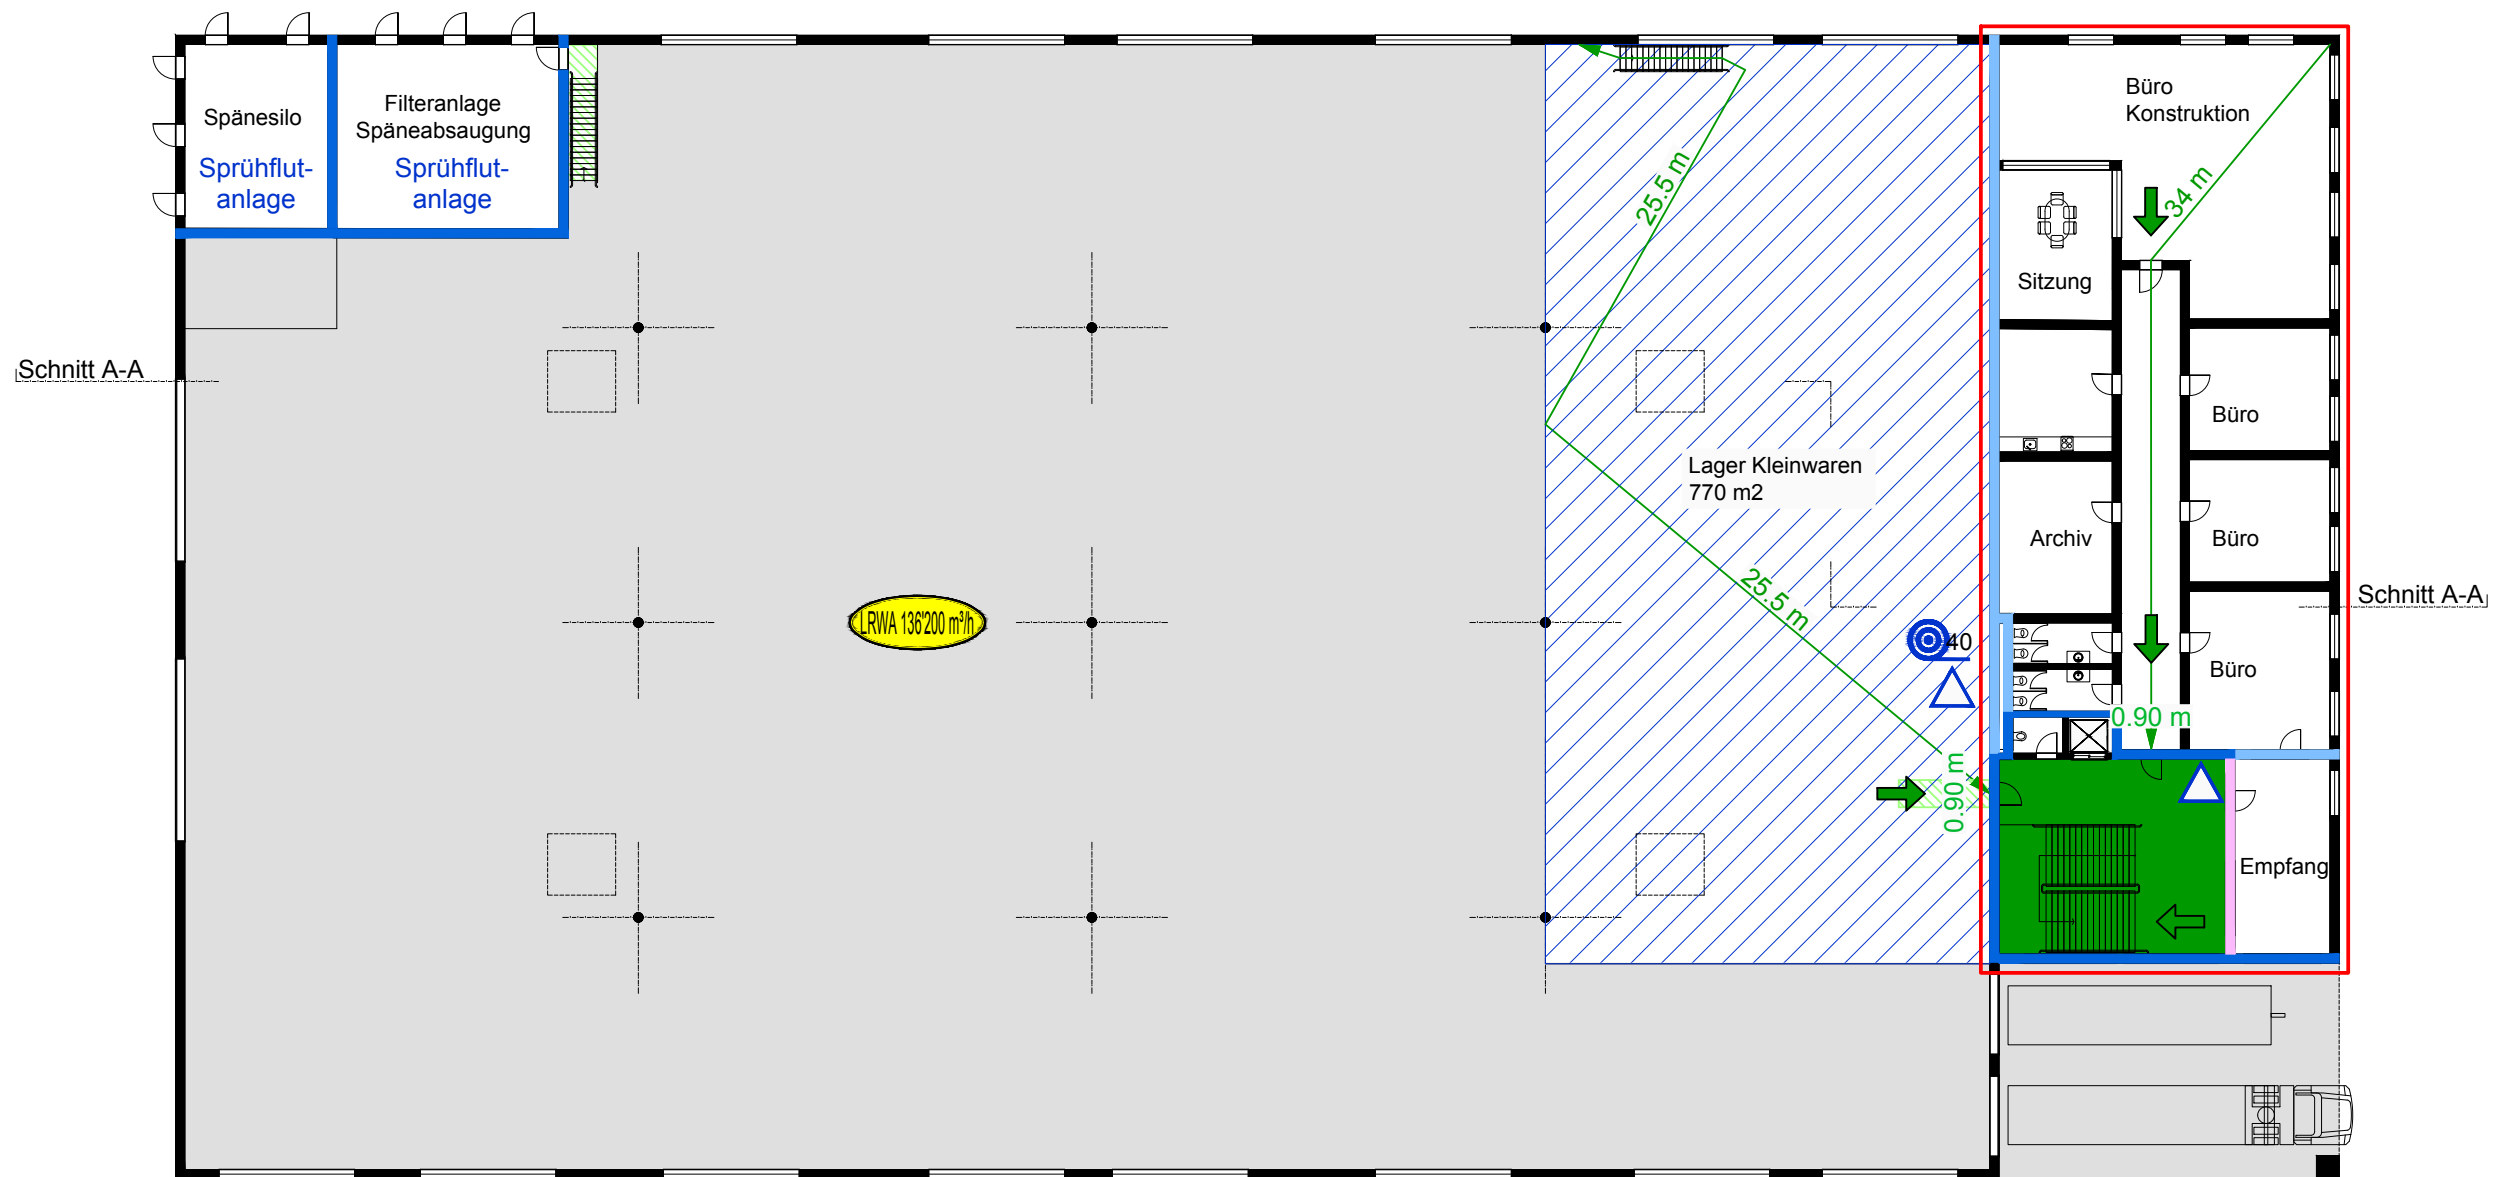 Spänesilo
Sprühflut-
anlage
Filteranlage
Späneabsaugung
Sprühflut-
anlage
Büro
Konstruktion
25.5 m
34 m
Sitzung
Schnitt A-A
Büro
Lager Kleinwaren
770 m2
Archiv
Büro
25.5 m
Schnitt A-A
LRWA 136'200 m³/h
40
Büro
0.90 m
0.90 m
Empfang